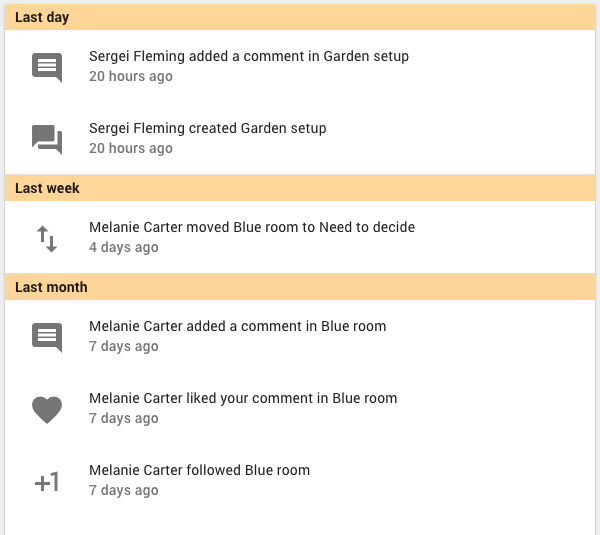 Last day
Sergei Fleming added a comment in Garden setup
20 hours ago
Sergei Fleming created Garden setup
20 hours ago
Last week
Melanie Carter moved Blue room to Need to decide
4 days ago
Last month
Melanie Carter added a comment in Blue room
7 days ago
Melanie Carter liked your comment in Blue room
7 days ago
+1
Melanie Carter followed Blue room
7 days ago